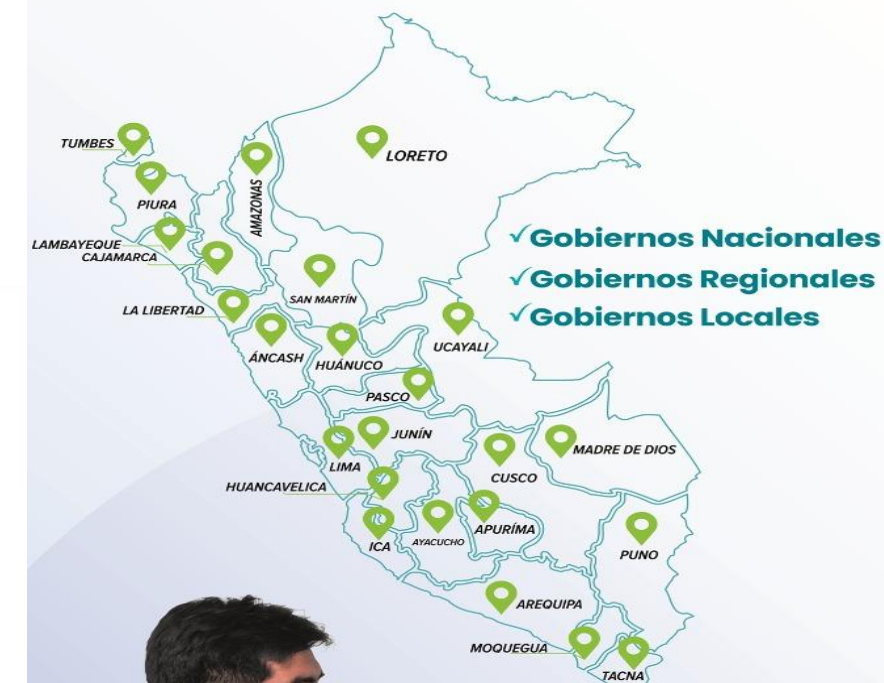 TUMBES
LORETO
PIURA
AMAZONAS
LAMBAYEQUE
CAJAMARCA
✓Gobiernos Nacionales
✓Gobiernos Regionales
✓Gobiernos Locales
SAN MARTÍN
LA LIBERTAD
UCAYALI
ÁNCASH
HUÁNUCO
PASCO
JUNÍN
MADRE DE DIOS
LIMA
CUSCO
HUANCAVELICA
APURÍMA
AYACUCHO
ICA
PUNO
AREQUIPA
MOQUEGUA
TACNA